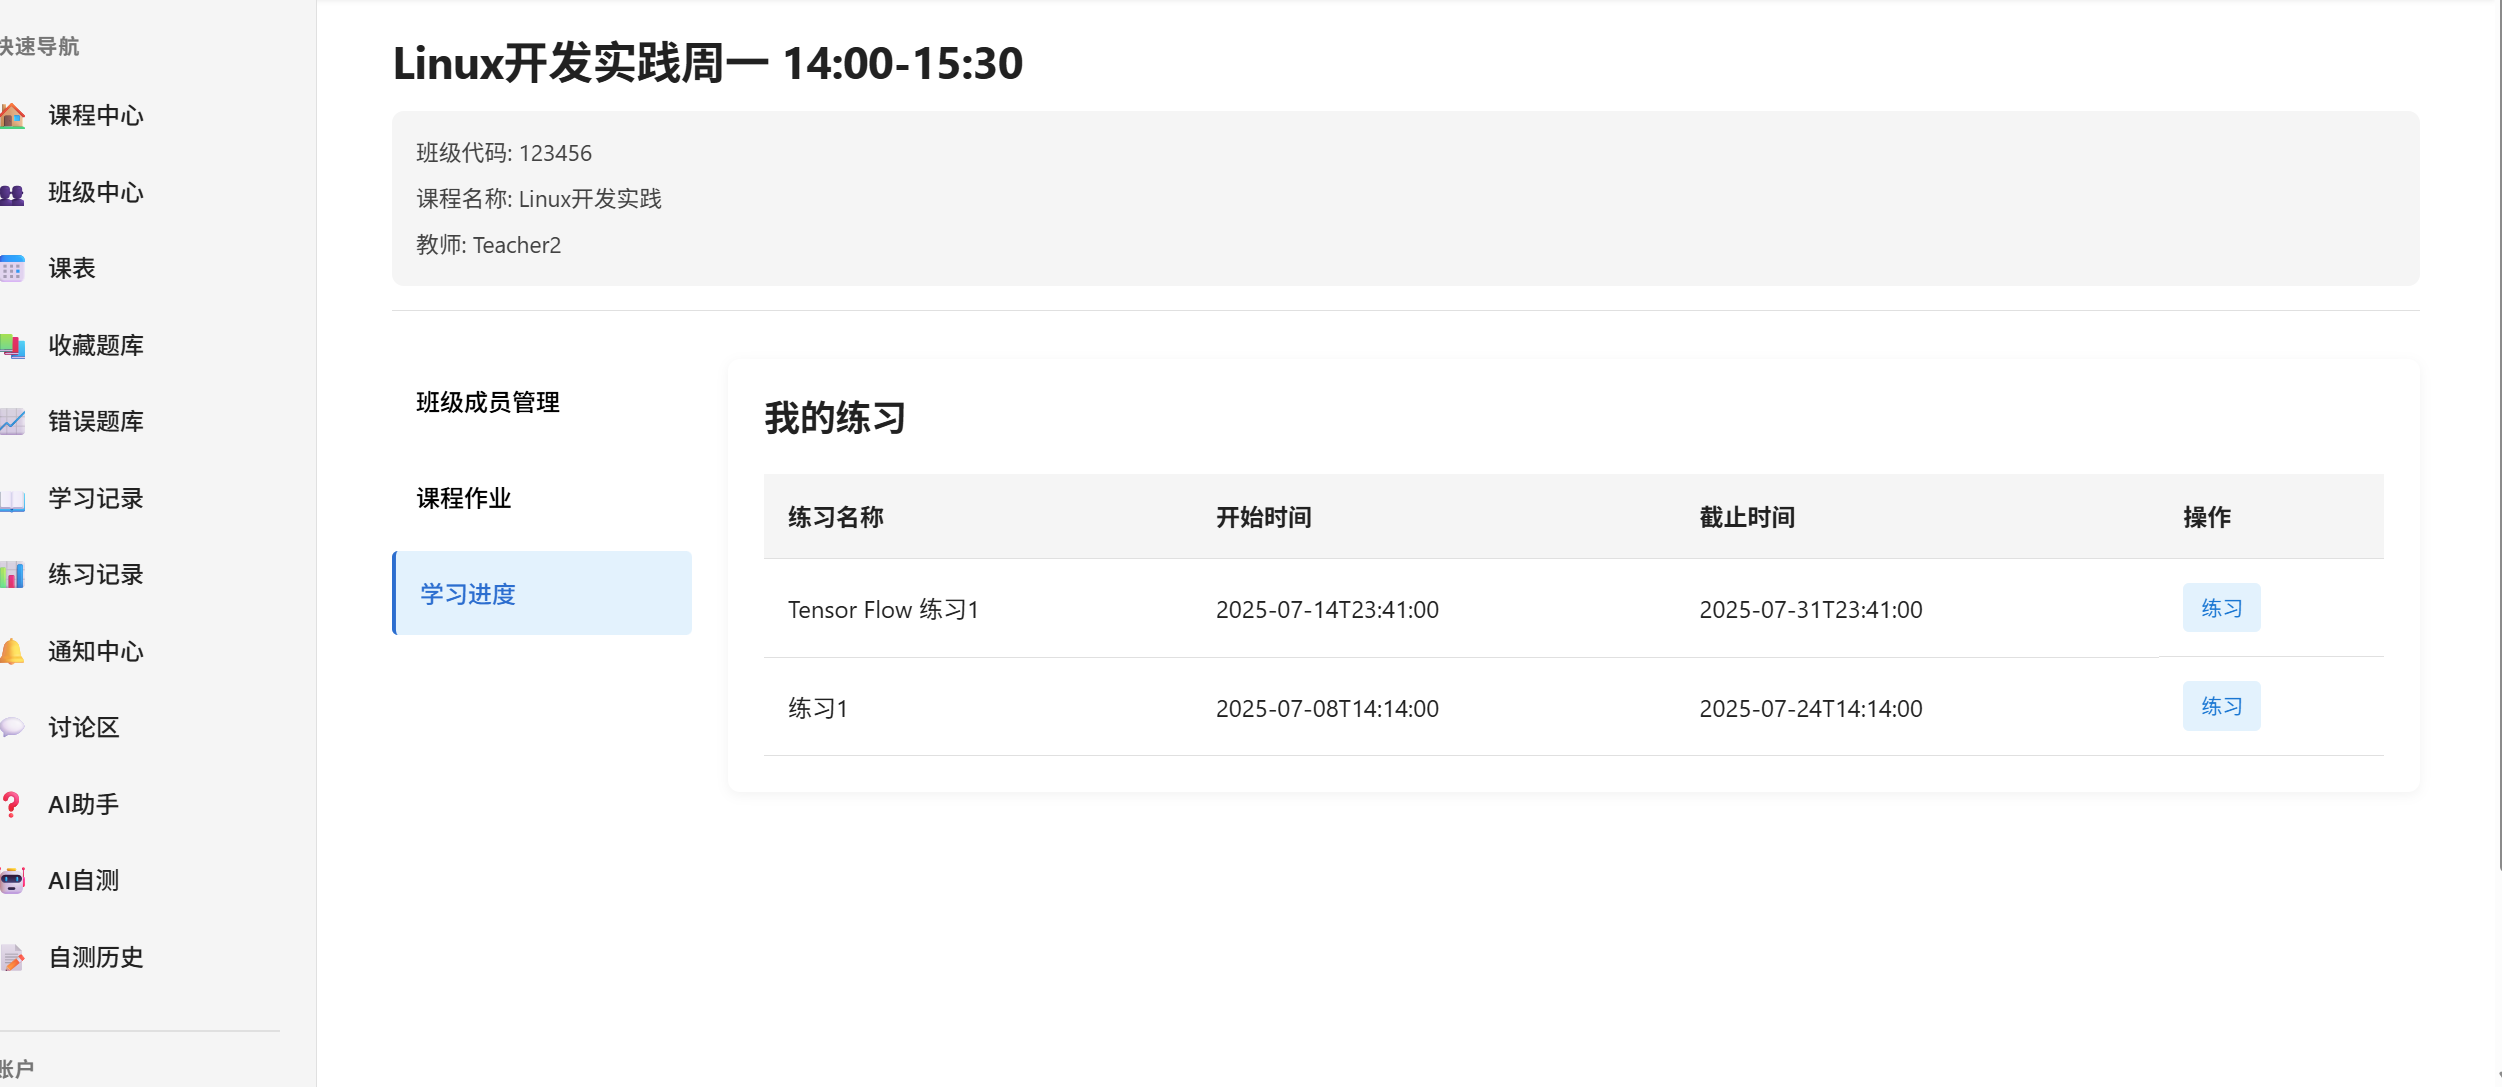 快速导航
课程中心
班级中心
课表
收藏题库
错误题库
学习记录
练习记录
通知中心
讨论区
AI助手
AI自测
自测历史
账户
Linux开发实践周一 14:00-15:30
班级代码: 123456
课程名称: Linux开发实践
教师: Teacher2
班级成员管理
课程作业
学习进度
我的练习
练习名称 开始时间 截止时间 操作
Tensor Flow 练习1 2025-07-14T23:41:00 2025-07-31T23:41:00 练习
练习1 2025-07-08T14:14:00 2025-07-24T14:14:00 练习